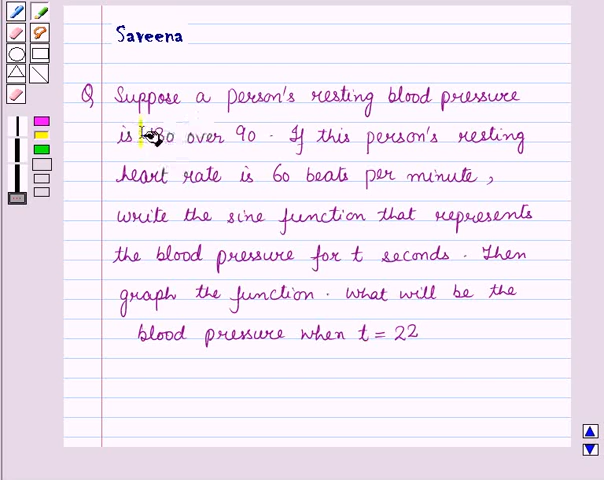 Saveena
Q Suppose a person's resting blood pressure
is over 90. If this person's resting
heart rate is 60 beats per minute,
write the sine function that represents
the blood pressure for t seconds. Then
graph the function. What will be the
blood pressure when t = 22